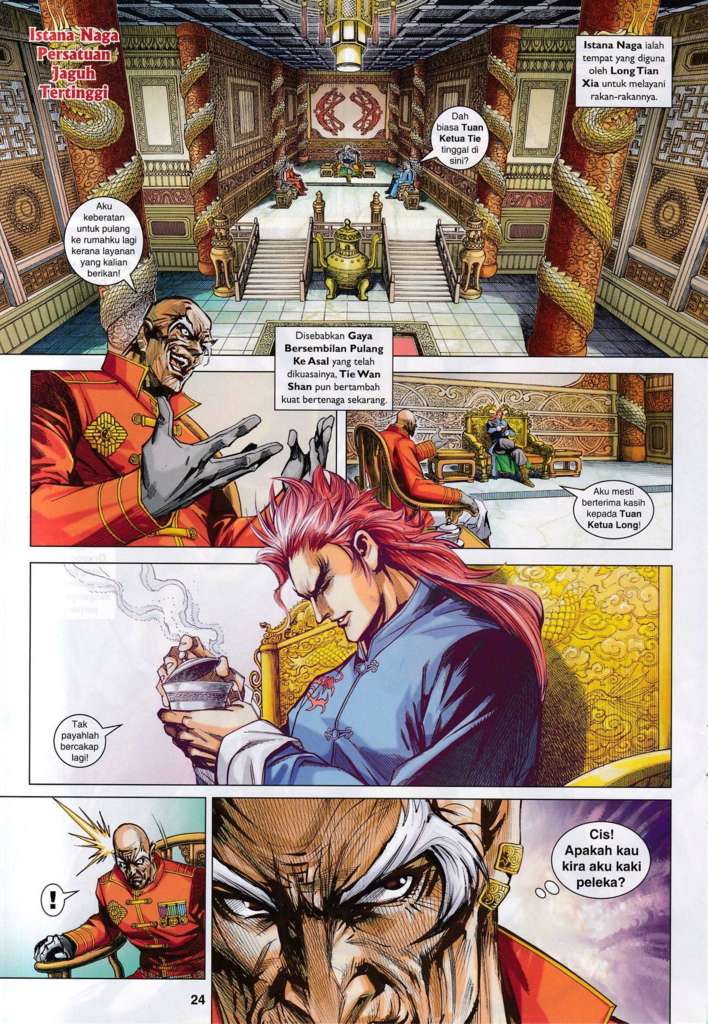 Istana Naga
Persatuan
Jaguh
Tertinggi
Istana Naga ialah
tempat yang diguna
oleh Long Tian
Xia untuk melayani
rakan-rakannya.
Dah
biasa Tuan
Ketua Tie
tinggal di
sini?
Aku
keberatan
untuk pulang
ke rumahku lagi
kerana layanan
yang kalian
berikan!
Disebabkan Gaya
Bersembilan Pulang
Ke Asal yang telah
dikuasainya, Tie Wan
Shan pun bertambah
kuat bertenaga sekarang.
Aku mesti
berterima kasih
kepada Tuan
Ketua Long!
Tak
payahlah
bercakap
lagi!
!
Cis!
Apakah kau
kira aku kaki
peleka?
24